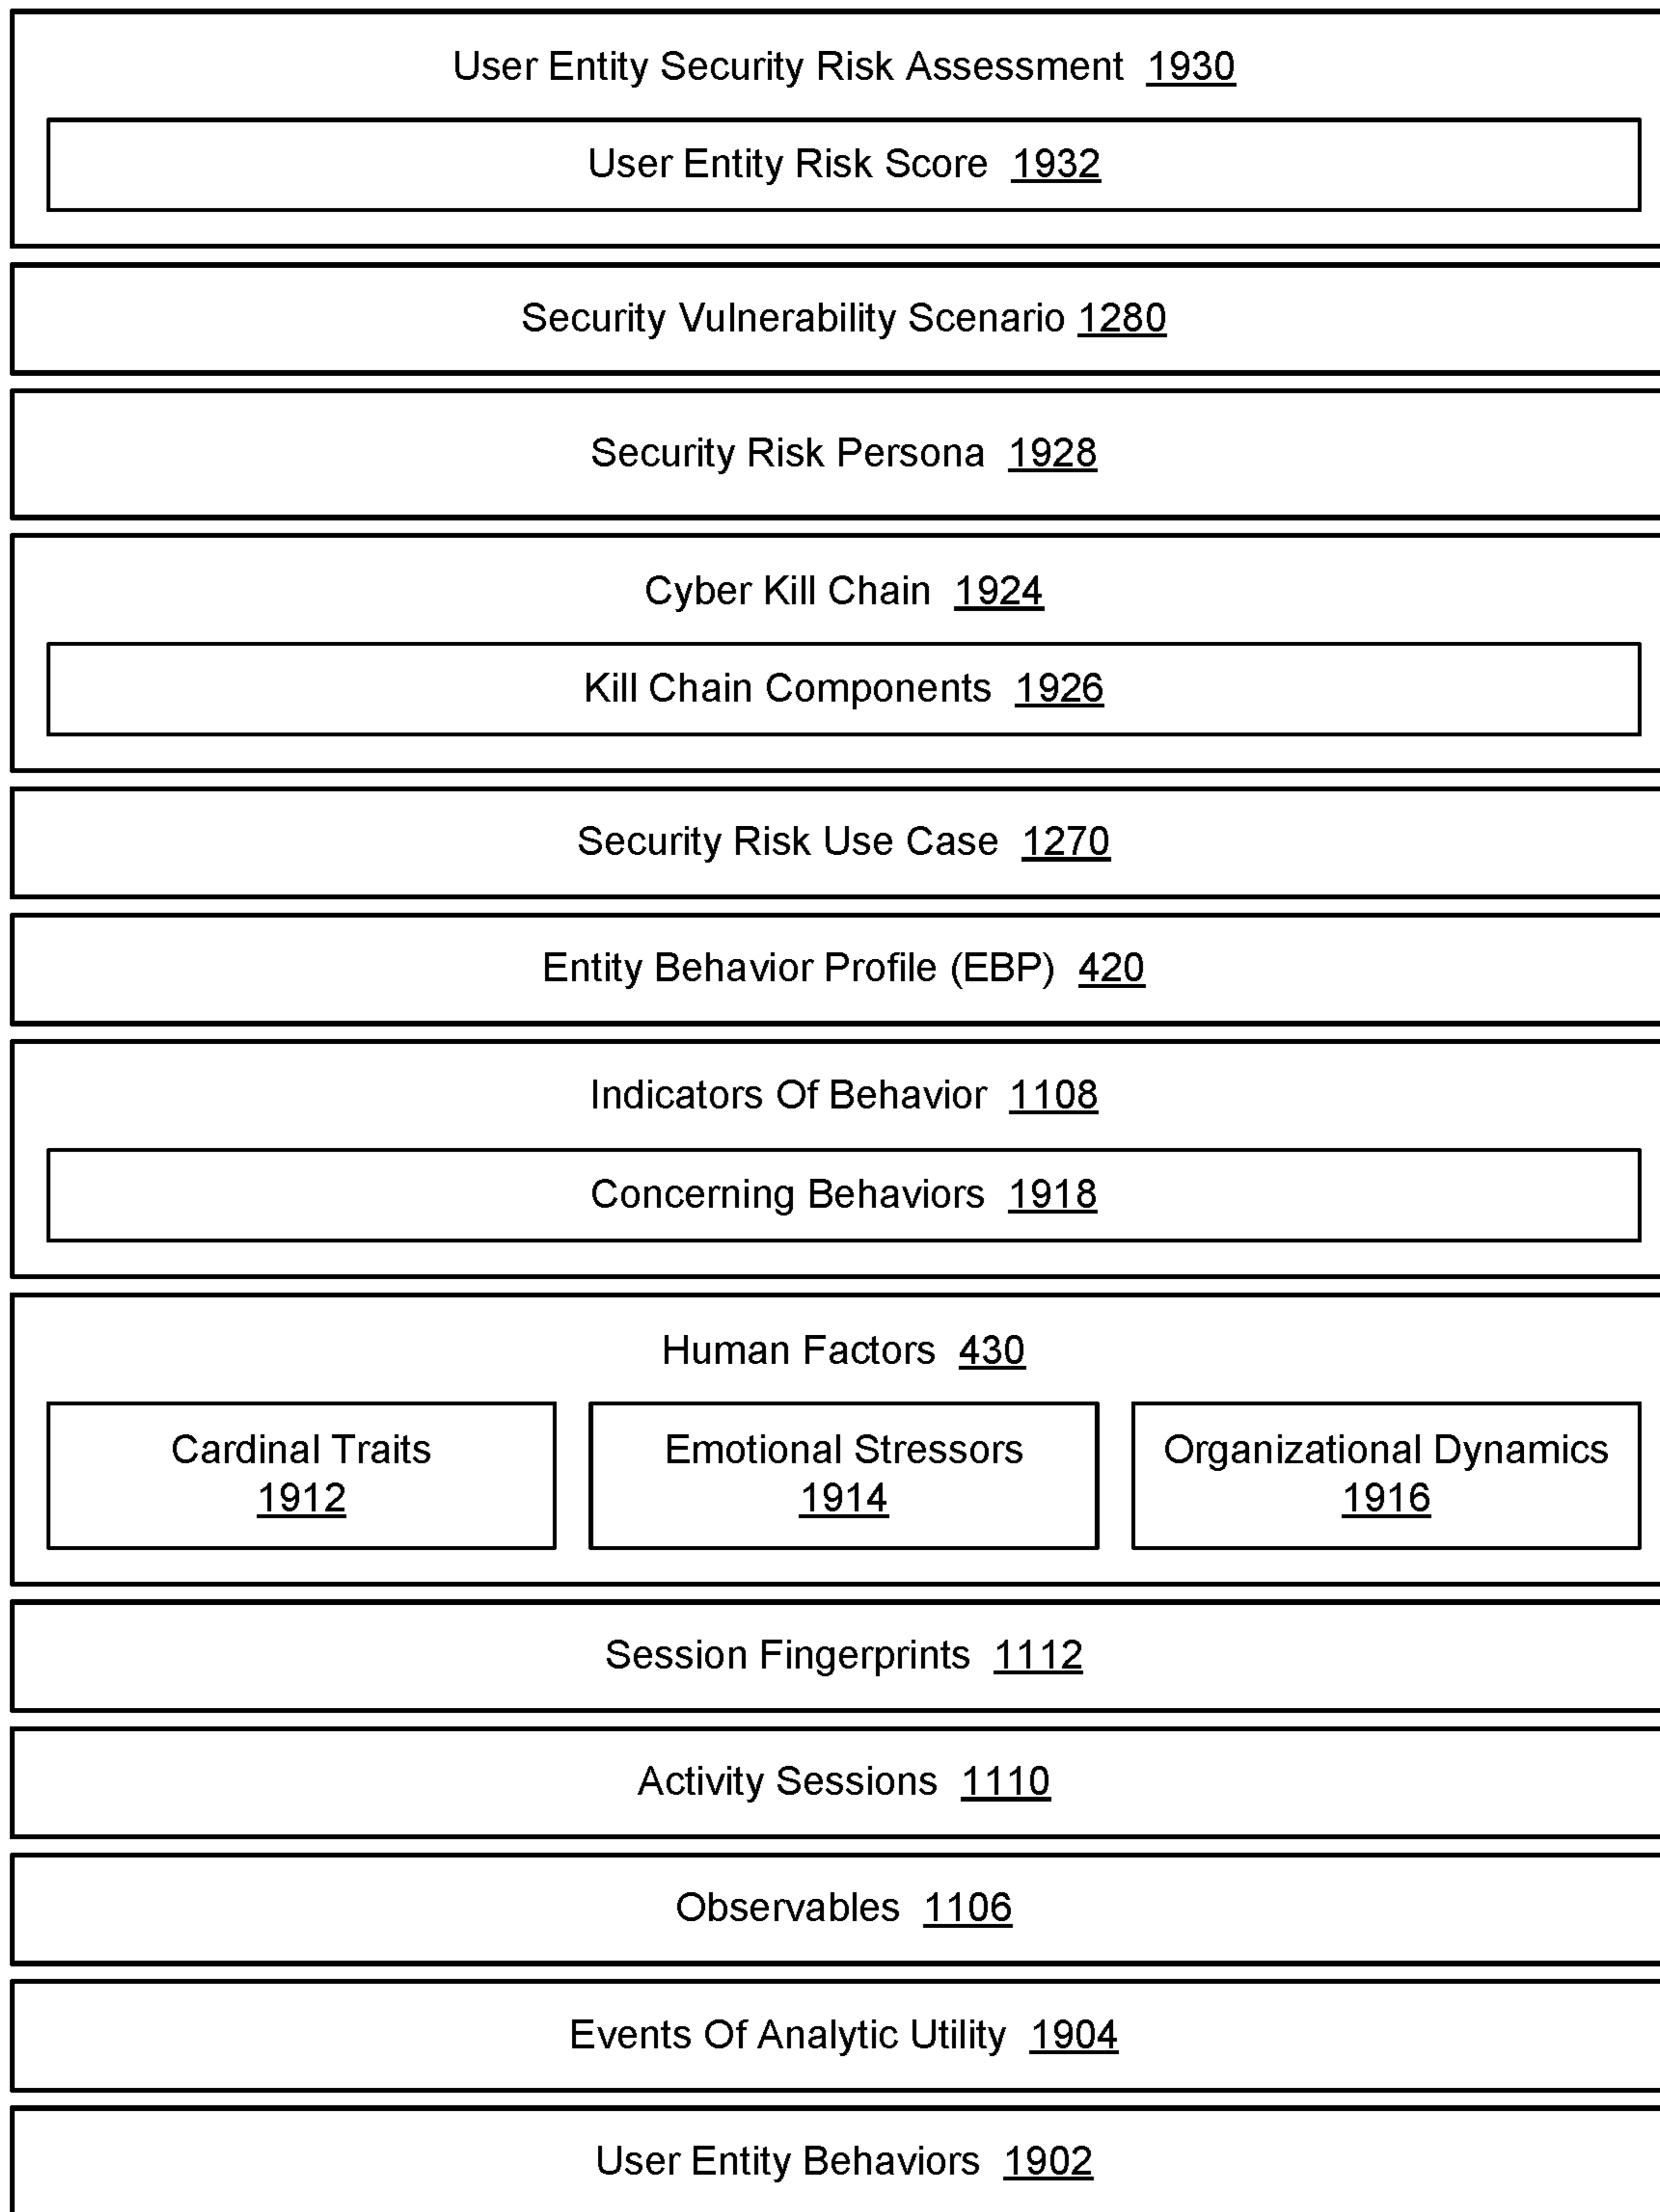 User Entity Security Risk Assessment 1930
User Entity Risk Score 1932
Security Vulnerability Scenario 1280
Security Risk Persona 1928
Cyber Kill Chain 1924
Kill Chain Components 1926
Security Risk Use Case 1270
Entity Behavior Profile (EBP) 420
Indicators Of Behavior 1108
Concerning Behaviors 1918
Human Factors 430
Cardinal Traits
1912
Emotional Stressors
1914
Organizational Dynamics
1916
Session Fingerprints 1112
Activity Sessions 1110
Observables 1106
Events Of Analytic Utility 1904
User Entity Behaviors 1902